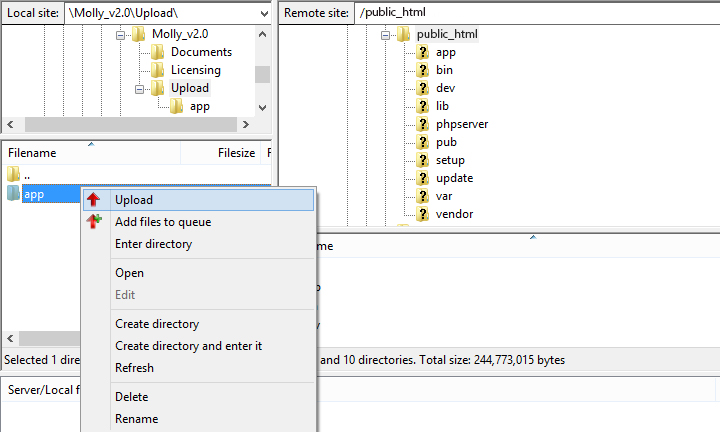 Local site: \Molly_v2.0\Upload\
Molly_v2.0
Documents
Licensing
Upload
app
Filename Filesize F
..
app
Upload
Add files to queue
Enter directory
Open
Edit
Create directory
Create directory and enter it
Refresh
Delete
Rename
Selected 1 direc
Server/Local f
Remote site: /public_html
public_html
app
bin
dev
lib
phpserver
pub
setup
update
var
vendor
me
and 10 directories. Total size: 244,773,015 bytes